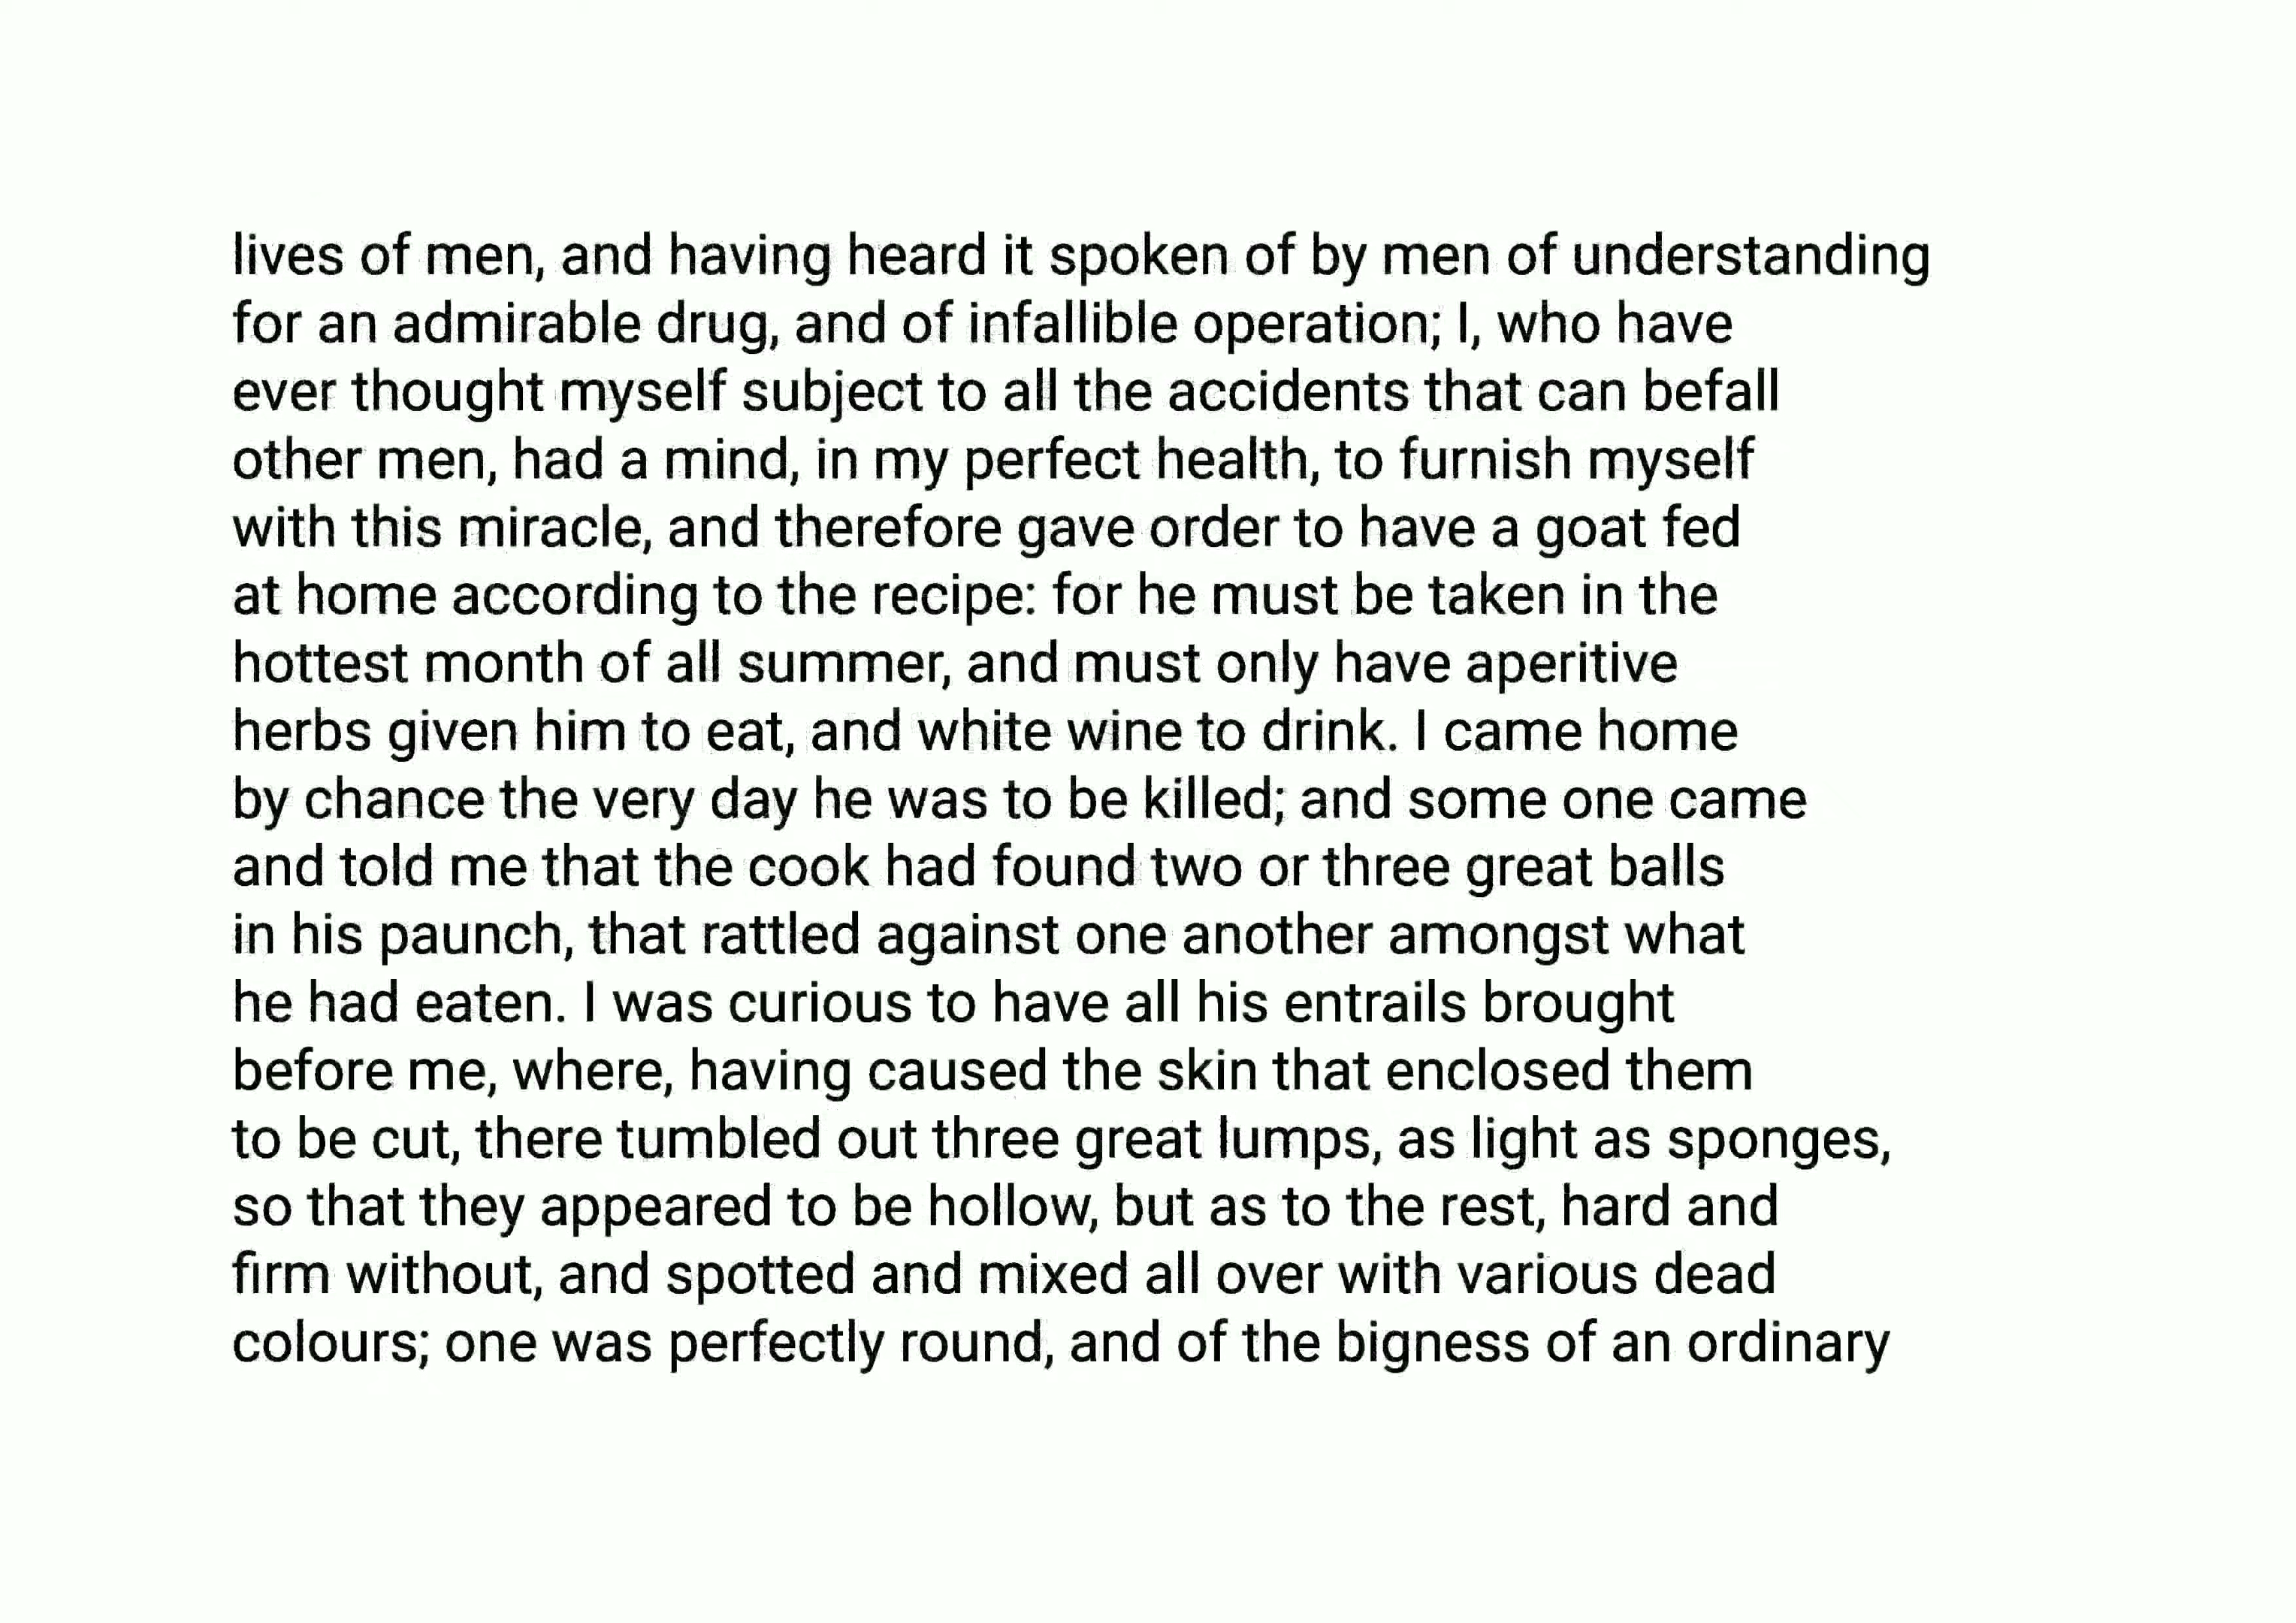 lives of men, and having heard it spoken of by men of understanding
for an admirable drug, and of infallible operation; I, who have
ever thought myself subject to all the accidents that can befall
other men, had a mind, in my perfect health, to furnish myself
with this miracle, and therefore gave order to have a goat fed
at home according to the recipe: for he must be taken in the
hottest month of all summer, and must only have aperitive
herbs given him to eat, and white wine to drink. I came home
by chance the very day he was to be killed; and some one came
and told me that the cook had found two or three great balls
in his paunch, that rattled against one another amongst what
he had eaten. I was curious to have all his entrails brought
before me, where, having caused the skin that enclosed them
to be cut, there tumbled out three great lumps, as light as sponges,
so that they appeared to be hollow, but as to the rest, hard and
firm without, and spotted and mixed all over with various dead
colours; one was perfectly round, and of the bigness of an ordinary